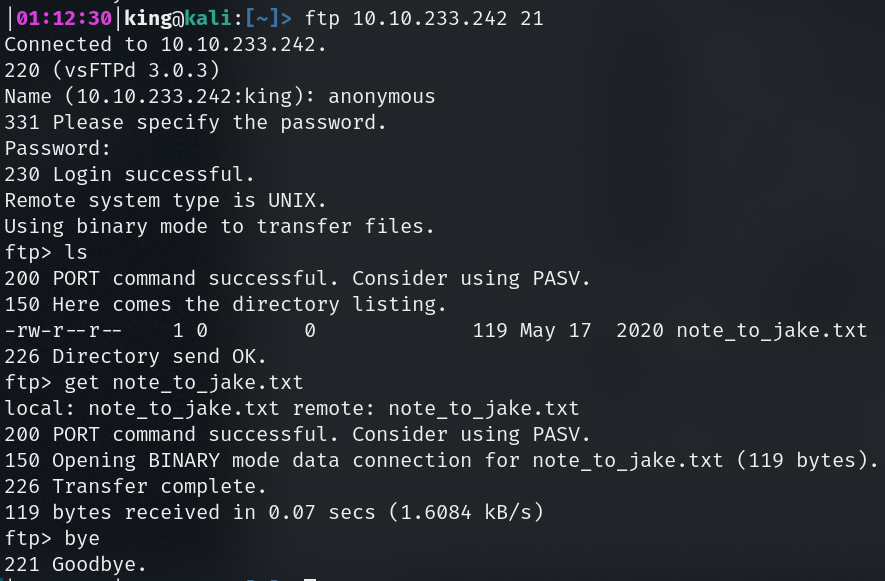 |01:12:30|king@kali:[~]> ftp 10.10.233.242 21
Connected to 10.10.233.242.
220 (vsFTPd 3.0.3)
Name (10.10.233.242:king): anonymous
331 Please specify the password.
Password:
230 Login successful.
Remote system type is UNIX.
Using binary mode to transfer files.
ftp> ls
200 PORT command successful. Consider using PASV.
150 Here comes the directory listing.
-rw-r--r--    1 0        0             119 May 17  2020 note_to_jake.txt
226 Directory send OK.
ftp> get note_to_jake.txt
local: note_to_jake.txt remote: note_to_jake.txt
200 PORT command successful. Consider using PASV.
150 Opening BINARY mode data connection for note_to_jake.txt (119 bytes).
226 Transfer complete.
119 bytes received in 0.07 secs (1.6084 kB/s)
ftp> bye
221 Goodbye.